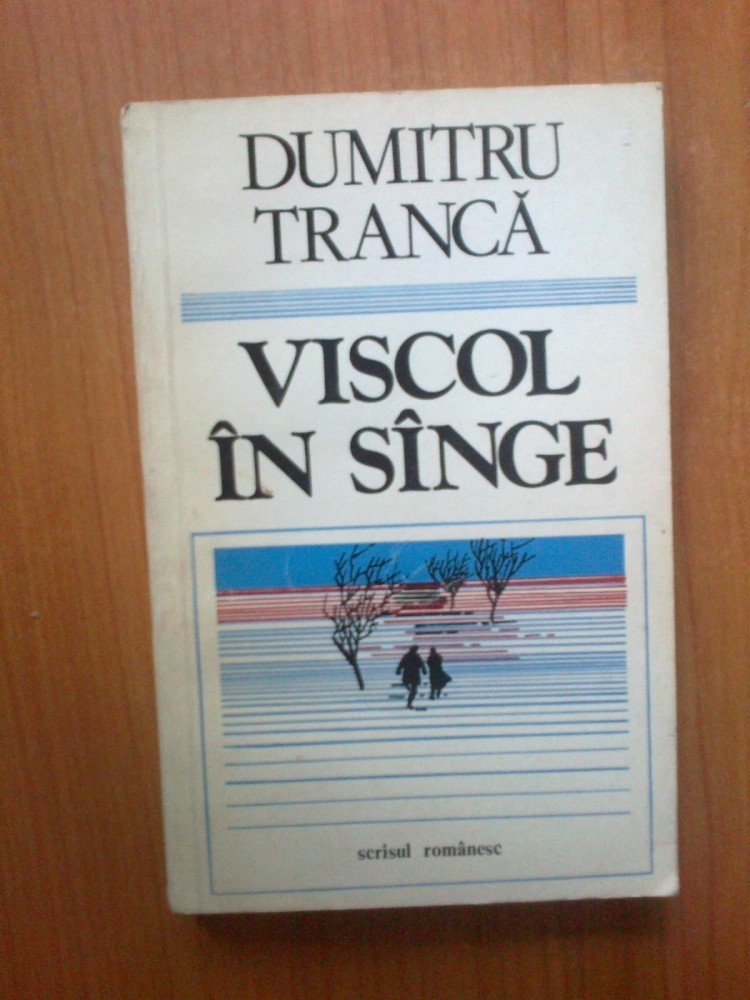 DUMITRU
TRANCĂ
VISCOL
ÎN SÎNGE
scrisul românesc